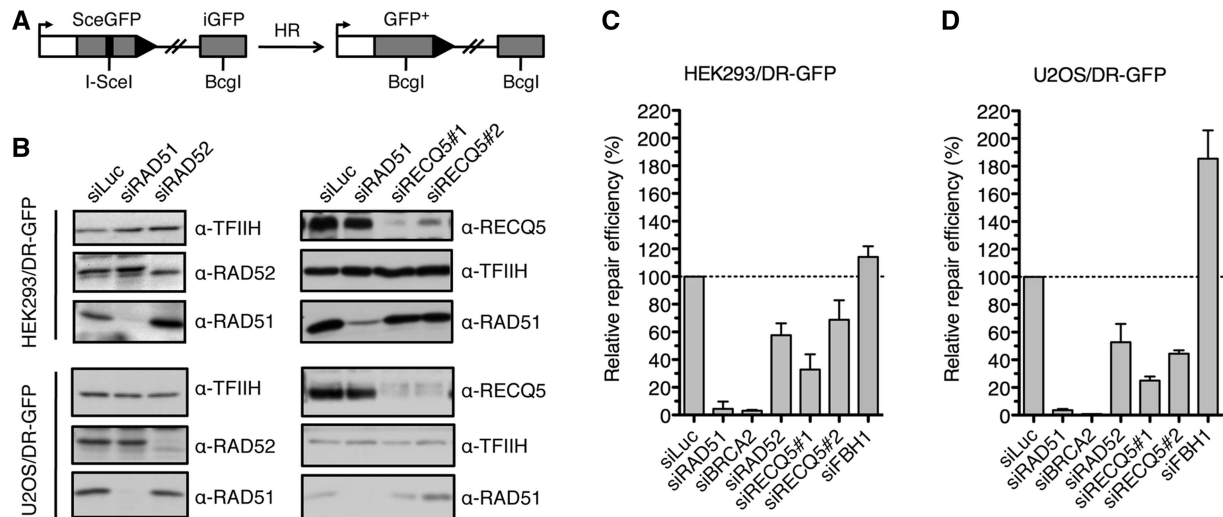 A
SceGFP
iGFP
HR
GFP+
I-SceI
BcgI
BcgI
BcgI
B
HEK293/DR-GFP
siLuc
siRAD51
siRAD52
α-TFIIH
α-RAD52
α-RAD51
siLuc
siRAD51
siRECQ5#1
siRECQ5#2
α-RECQ5
α-TFIIH
α-RAD51
U2OS/DR-GFP
α-TFIIH
α-RAD52
α-RAD51
α-RECQ5
α-TFIIH
α-RAD51
C
HEK293/DR-GFP
Relative repair efficiency (%)
220
200
180
160
140
120
100
80
60
40
20
0
siLuc
siRAD51
siBRCA2
siRAD52
siRECQ5#1
siRECQ5#2
siFBH1
D
U2OS/DR-GFP
Relative repair efficiency (%)
220
200
180
160
140
120
100
80
60
40
20
0
siLuc
siRAD51
siBRCA2
siRAD52
siRECQ5#1
siRECQ5#2
siFBH1